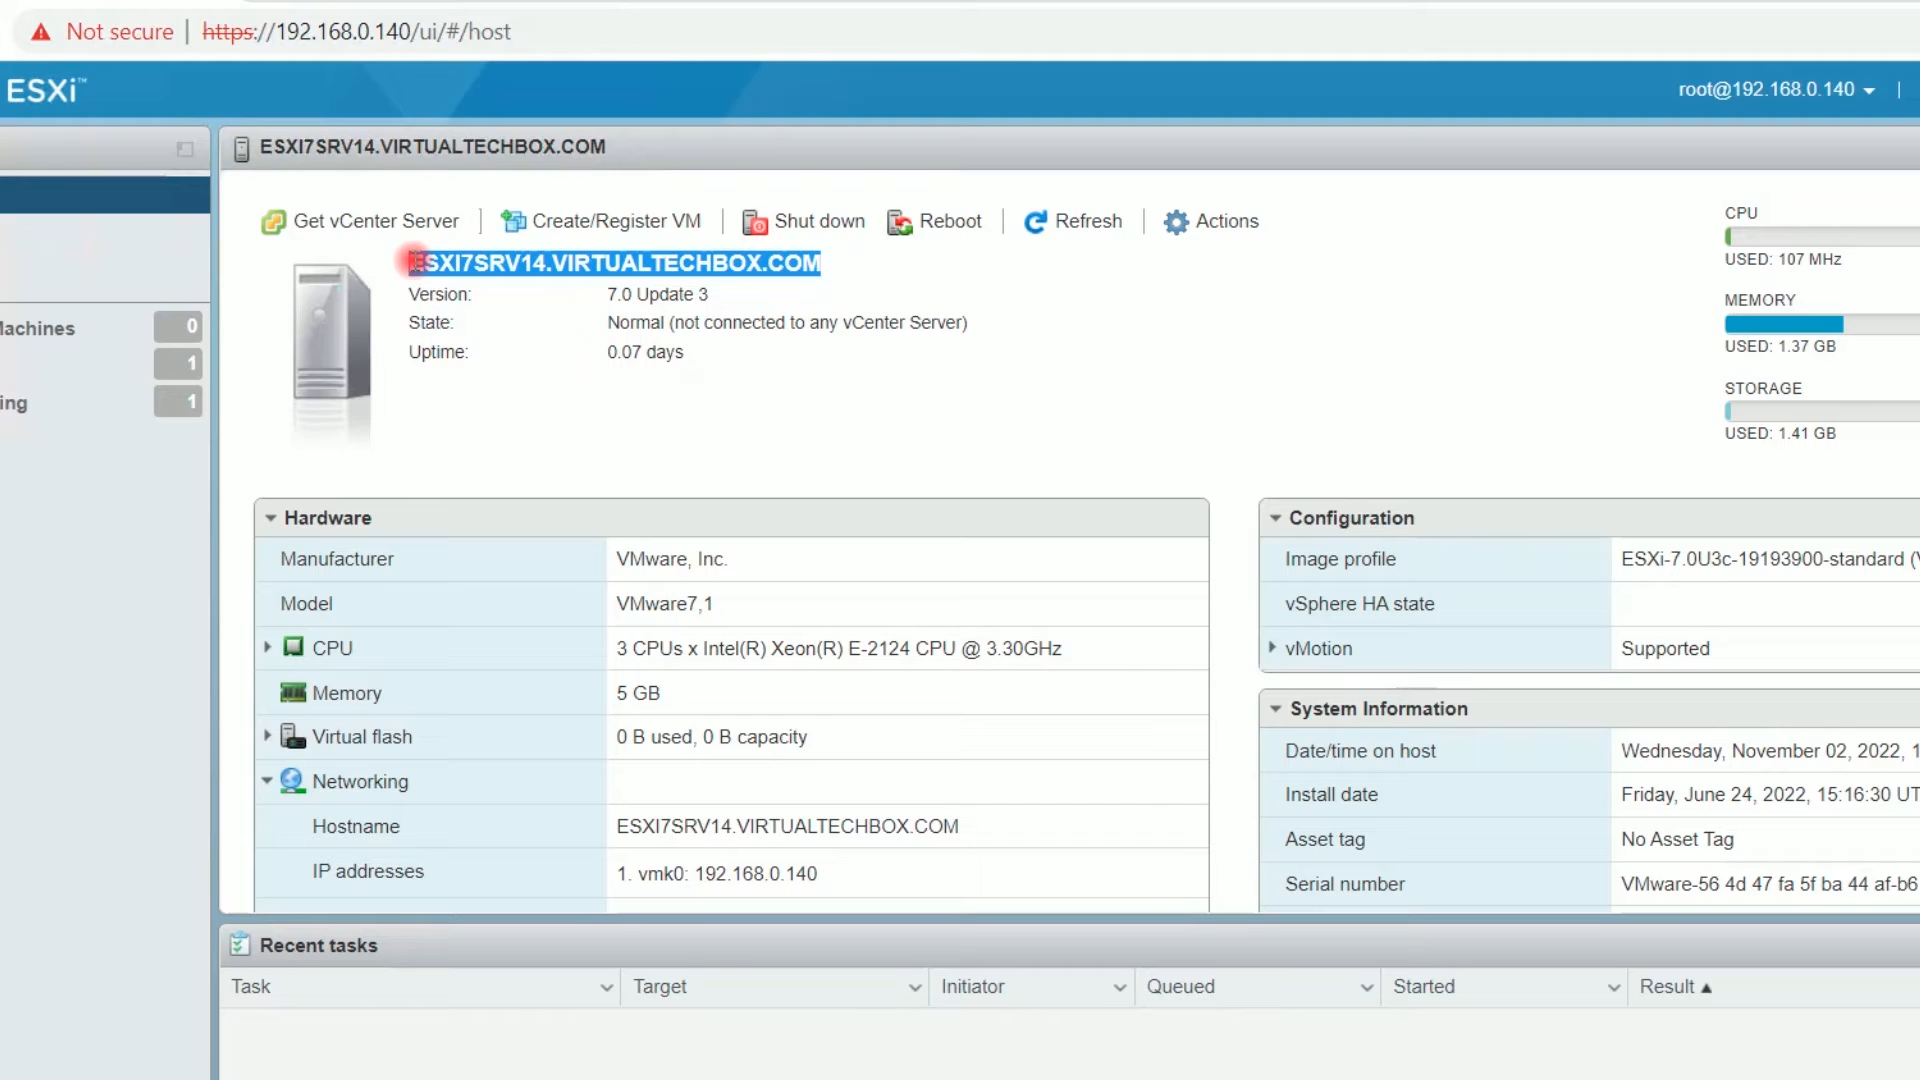 Not secure | https://192.168.0.140/ui/#/host
ESXi™
root@192.168.0.140
ESXI7SRV14.VIRTUALTECHBOX.COM
Get vCenter Server
Create/Register VM
Shut down
Reboot
Refresh
Actions
ESXI7SRV14.VIRTUALTECHBOX.COM
Version: 7.0 Update 3
State: Normal (not connected to any vCenter Server)
Uptime: 0.07 days
CPU
USED: 107 MHz
MEMORY
USED: 1.37 GB
STORAGE
USED: 1.41 GB
Machines 0
1
ing 1
Hardware
Manufacturer VMware, Inc.
Model VMware7,1
CPU 3 CPUs x Intel(R) Xeon(R) E-2124 CPU @ 3.30GHz
Memory 5 GB
Virtual flash 0 B used, 0 B capacity
Networking
Hostname ESXI7SRV14.VIRTUALTECHBOX.COM
IP addresses 1. vmk0: 192.168.0.140
Configuration
Image profile ESXi-7.0U3c-19193900-standard (V
vSphere HA state
vMotion Supported
System Information
Date/time on host Wednesday, November 02, 2022, 1
Install date Friday, June 24, 2022, 15:16:30 UT
Asset tag No Asset Tag
Serial number VMware-56 4d 47 fa 5f ba 44 af-b6
Recent tasks
Task Target Initiator Queued Started Result